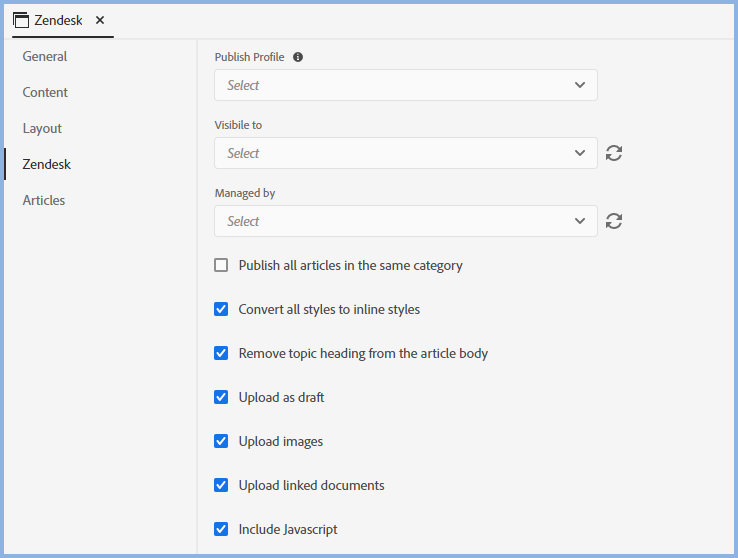 Zendesk
General
Content
Layout
Zendesk
Articles
Publish Profile
Select
Visibile to
Select
Managed by
Select
Publish all articles in the same category
Convert all styles to inline styles
Remove topic heading from the article body
Upload as draft
Upload images
Upload linked documents
Include Javascript